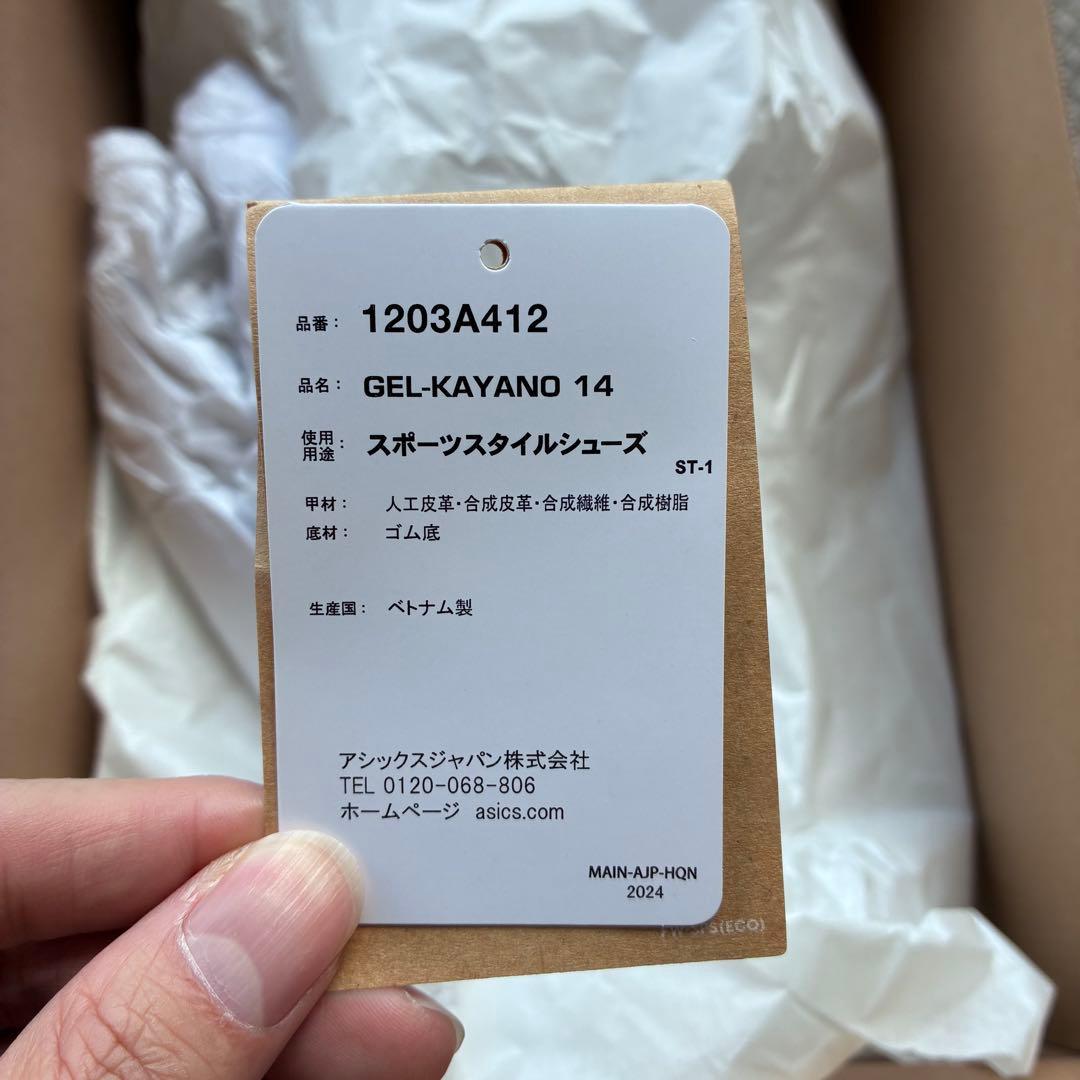 品番： 1203A412
品名： GEL-KAYANO 14
使用用途： スポーツスタイルシューズ
ST-1
甲材： 人工皮革・合成皮革・合成繊維・合成樹脂
底材： ゴム底
生産国： ベトナム製
アシックスジャパン株式会社
TEL 0120-068-806
ホームページ asics.com
MAIN-AJP-HQN
2024
(ECO)